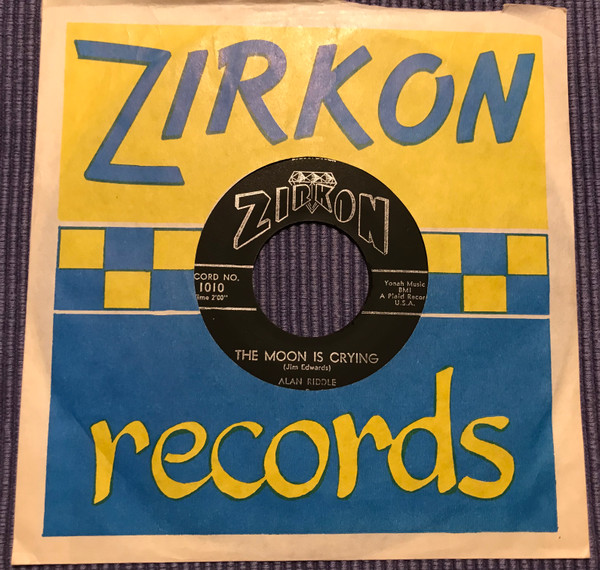 ZIRKON
ZIRKON
CORD NO.
1010
ime 2'00"
Yonah Music
BMI
A Plaid Recor
U.S.A.
THE MOON IS CRYING
(Jim Edwards)
ALAN RIDDLE
records